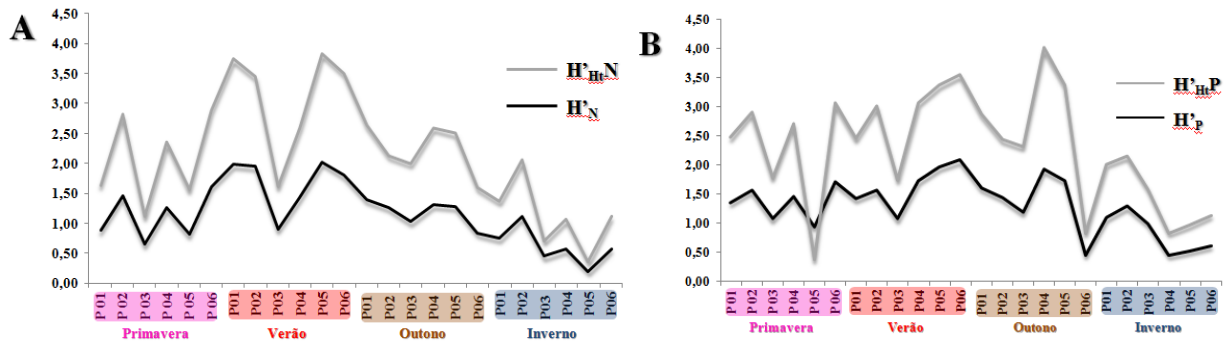 A
4,50
4,00
3,50
3,00
2,50
2,00
1,50
1,00
0,50
0,00
H’HtN
H’N
P 01 P 02 P 03 P 04 P 05 P 06 P01 P02 P03 P04 P05 P06 P01 P02 P03 P04 P05 P06 P01 P02 P03 P04 P05 P06
Primavera Verão Outono Inverno
B
4,50
4,00
3,50
3,00
2,50
2,00
1,50
1,00
0,50
0,00
H’HtP
H’P
P 01 P 02 P 03 P 04 P 05 P 06 P01 P02 P03 P04 P05 P06 P01 P02 P03 P04 P05 P06 P01 P02 P03 P04 P05 P06
Primavera Verão Outono Inverno